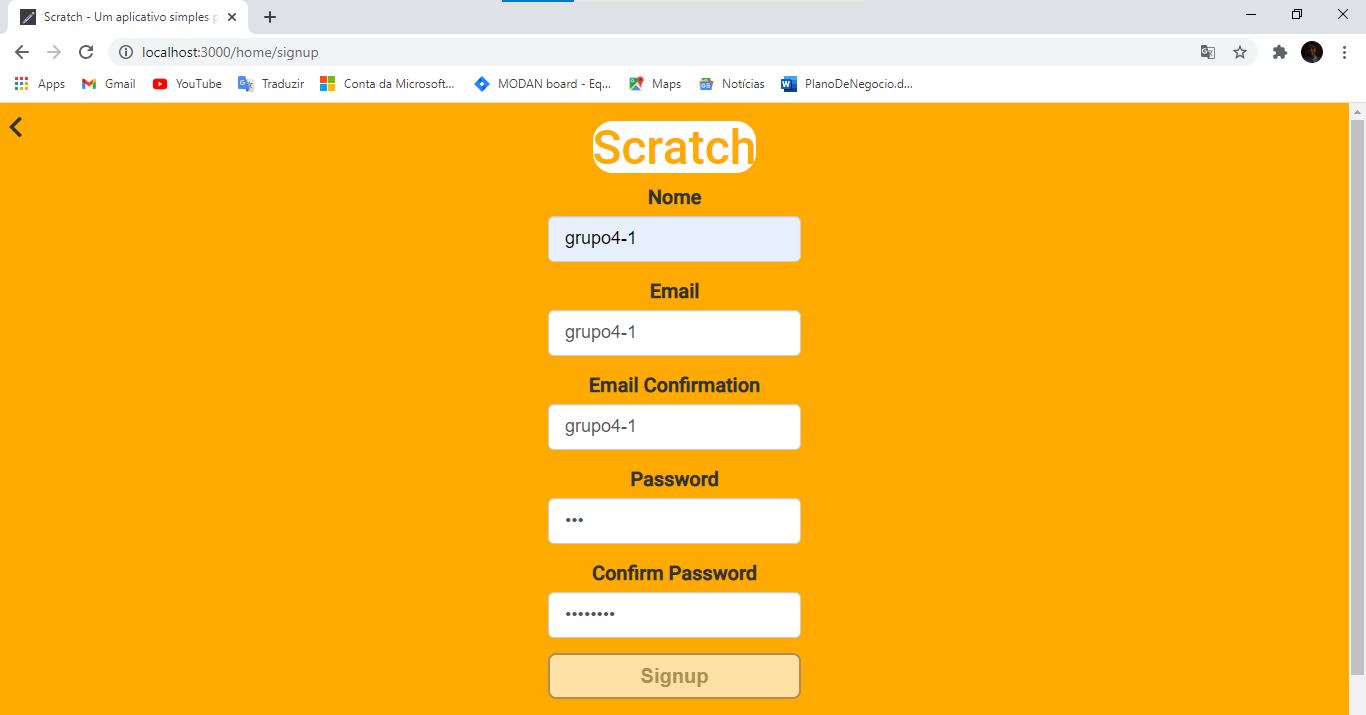 Scratch - Um aplicativo simples p
localhost:3000/home/signup
Apps Gmail YouTube Traduzir Conta da Microsoft... MODAN board - Eq... Maps Notícias PlanoDeNegocio.d...
Scratch
Nome
grupo4-1
Email
grupo4-1
Email Confirmation
grupo4-1
Password
•••
Confirm Password
••••••••
Signup